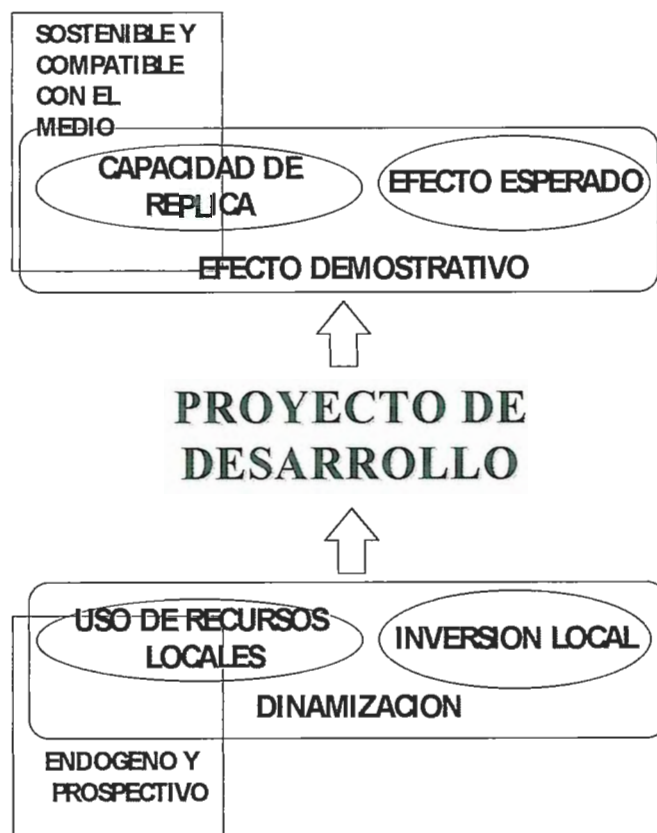 SOSTENIBLE Y
COMPATIBLE
CON EL
MEDIO
CAPACIDAD DE
REPLICA
EFECTO ESPERADO
EFECTO DEMOSTRATIVO
PROYECTO DE
DESARROLLO
USO DE RECURSOS
LOCALES
INVERSION LOCAL
DINAMIZACION
ENDOGENO Y
PROSPECTIVO